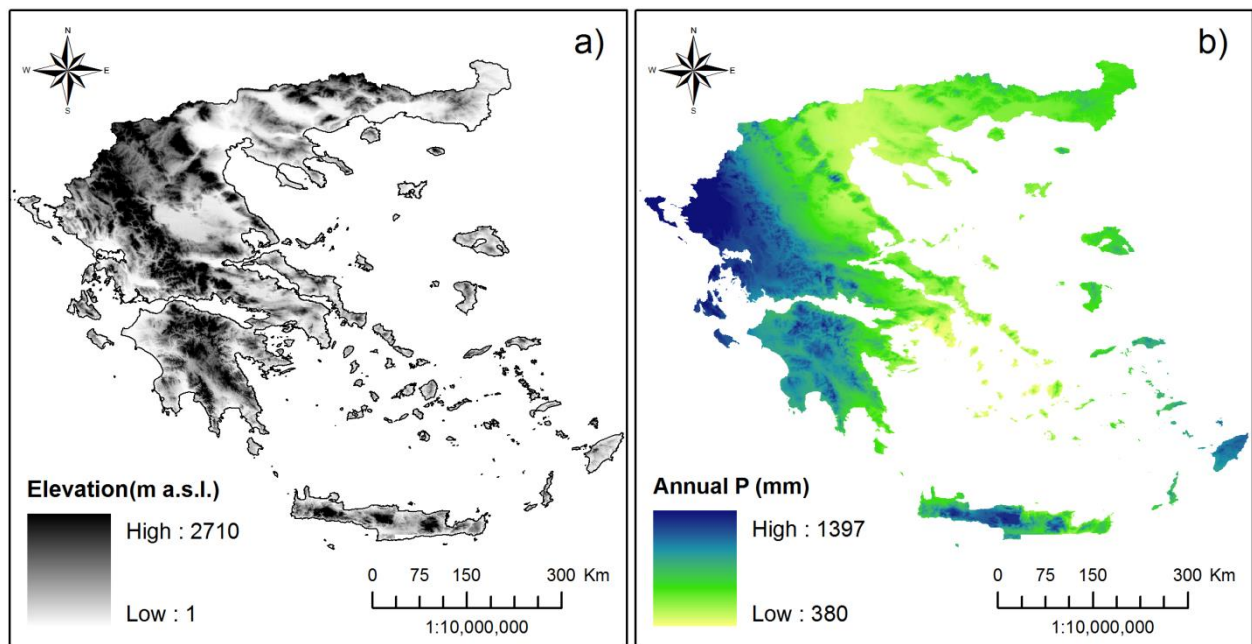 N
W E
S
a)
Elevation(m a.s.l.)
High : 2710
Low : 1
0 75 150 300 Km
1:10,000,000
N
W E
S
b)
Annual P (mm)
High : 1397
Low : 380
0 75 150 300 Km
1:10,000,000